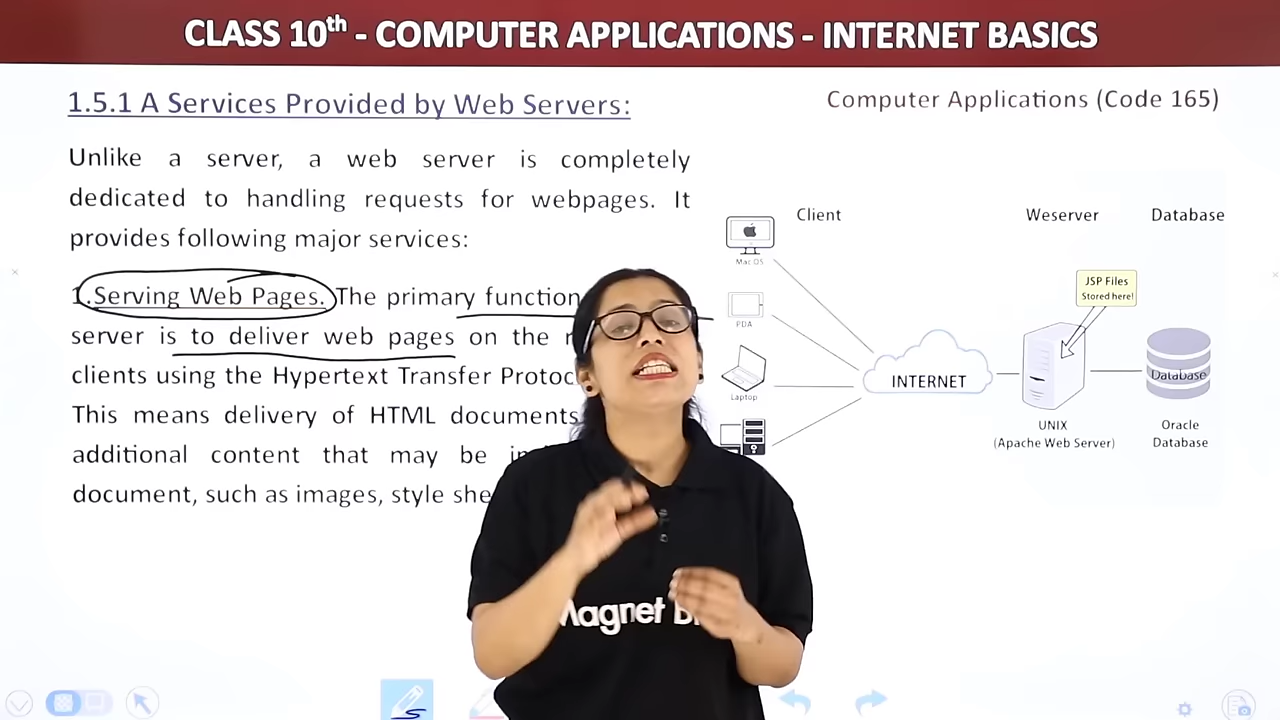 CLASS 10th - COMPUTER APPLICATIONS - INTERNET BASICS
1.5.1 A Services Provided by Web Servers:
Computer Applications (Code 165)
Unlike a server, a web server is completely
dedicated to handling requests for webpages. It
provides following major services:
1.Serving Web Pages. The primary function
server is to deliver web pages on the
clients using the Hypertext Transfer
This means delivery of HTML documents
additional content that may be
document, such as images, style
Client
Weserver
Database
Mac OS
PDA
Laptop
INTERNET
JSP Files
Stored here!
UNIX
(Apache Web Server)
Database
Oracle
Database
Magnet